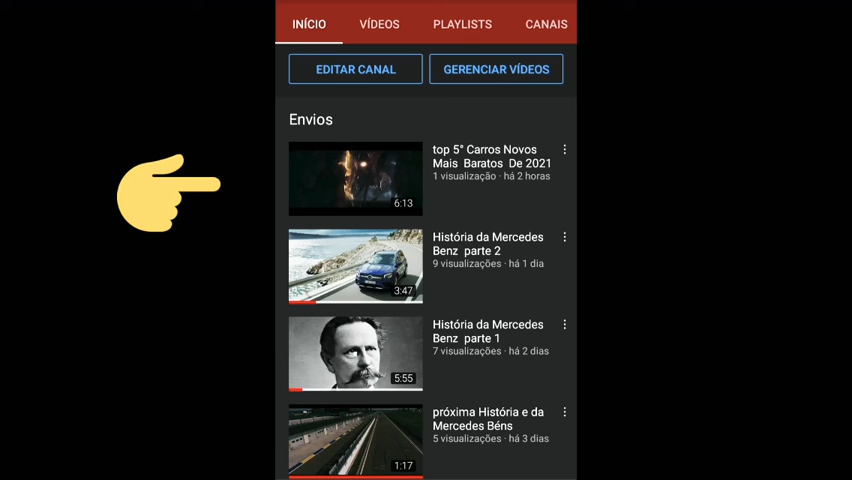 INÍCIO VÍDEOS PLAYLISTS CANAIS
EDITAR CANAL GERENCIAR VÍDEOS
Envios
top 5° Carros Novos
Mais Baratos De 2021
1 visualização · há 2 horas
6:13
História da Mercedes
Benz parte 2
9 visualizações · há 1 dia
3:47
História da Mercedes
Benz parte 1
7 visualizações · há 2 dias
5:55
próxima História e da
Mercedes Béns
5 visualizações · há 3 dias
1:17